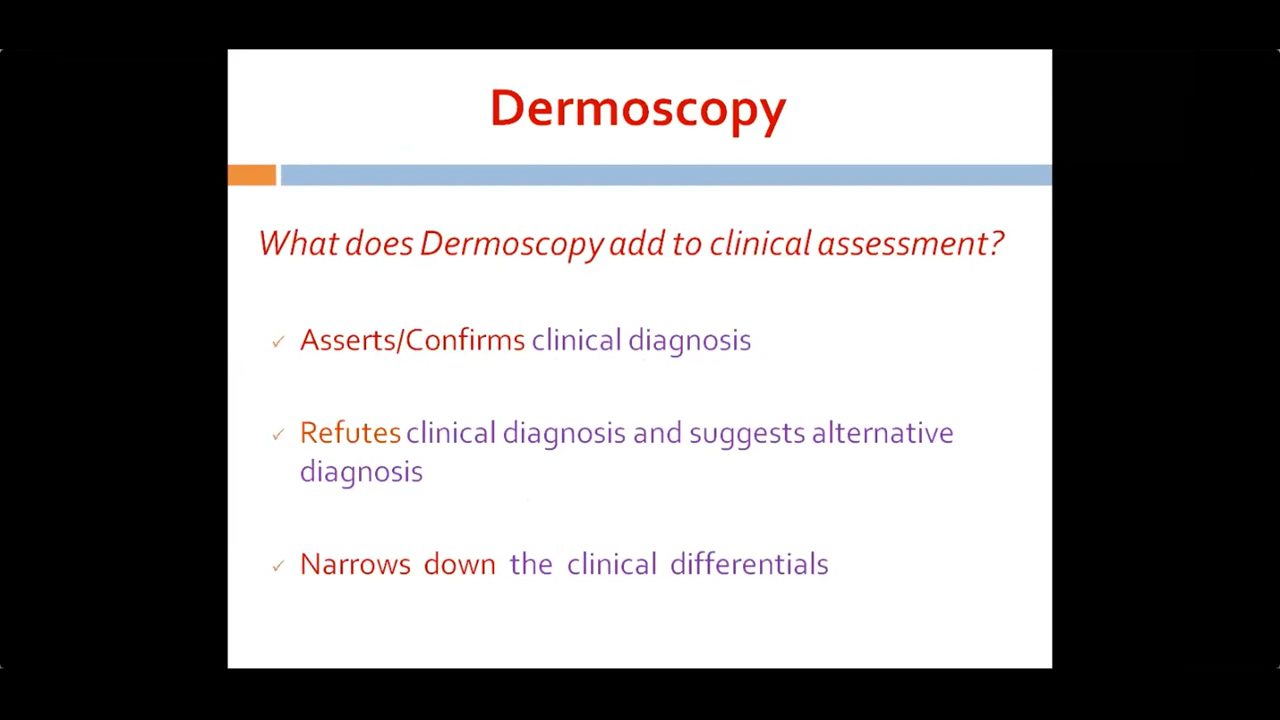 Dermoscopy
What does Dermoscopy add to clinical assessment?
✓ Asserts/Confirms clinical diagnosis
✓ Refutes clinical diagnosis and suggests alternative
diagnosis
✓ Narrows down the clinical differentials